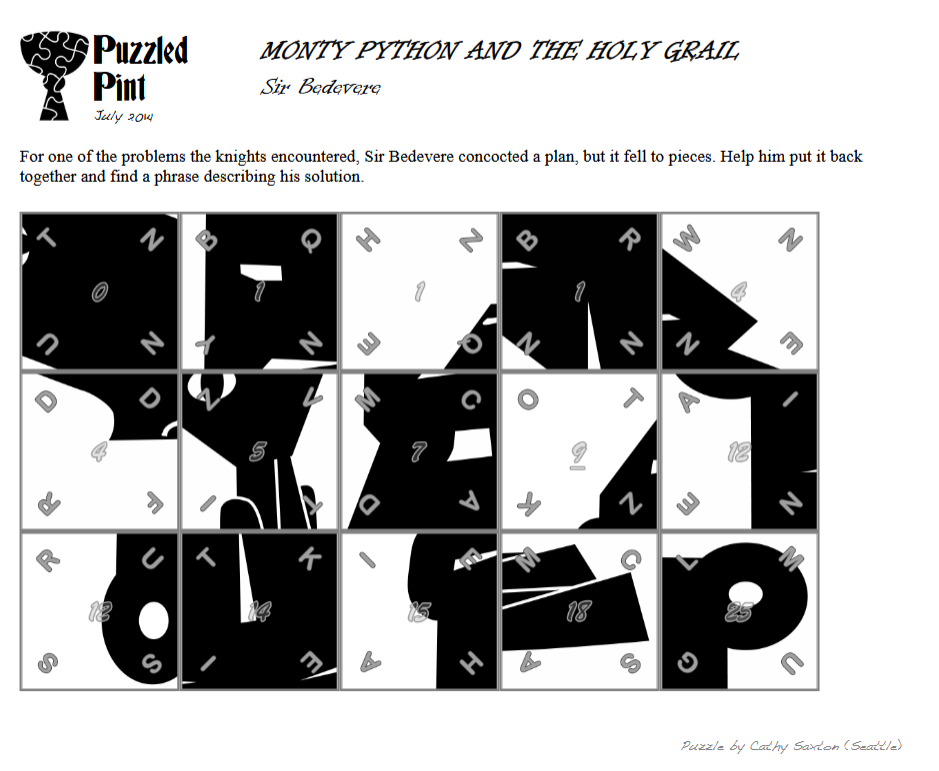 Puzzled
Pint
July 2014
MONTY PYTHON AND THE HOLY GRAIL
Sir Bedevere
For one of the problems the knights encountered, Sir Bedevere concocted a plan, but it fell to pieces. Help him put it back
together and find a phrase describing his solution.
T N B Q H Z B R W N
0 1 1 1 4
U N Y N E Q N N N E
D D Z V M C O T A I
4 5 7 9 12
R F I T D A Y Z E N
R U T K I E M C L M
12 14 15 18 25
S S I E A H A S G U
Puzzle by Cathy Saxton (Seattle)